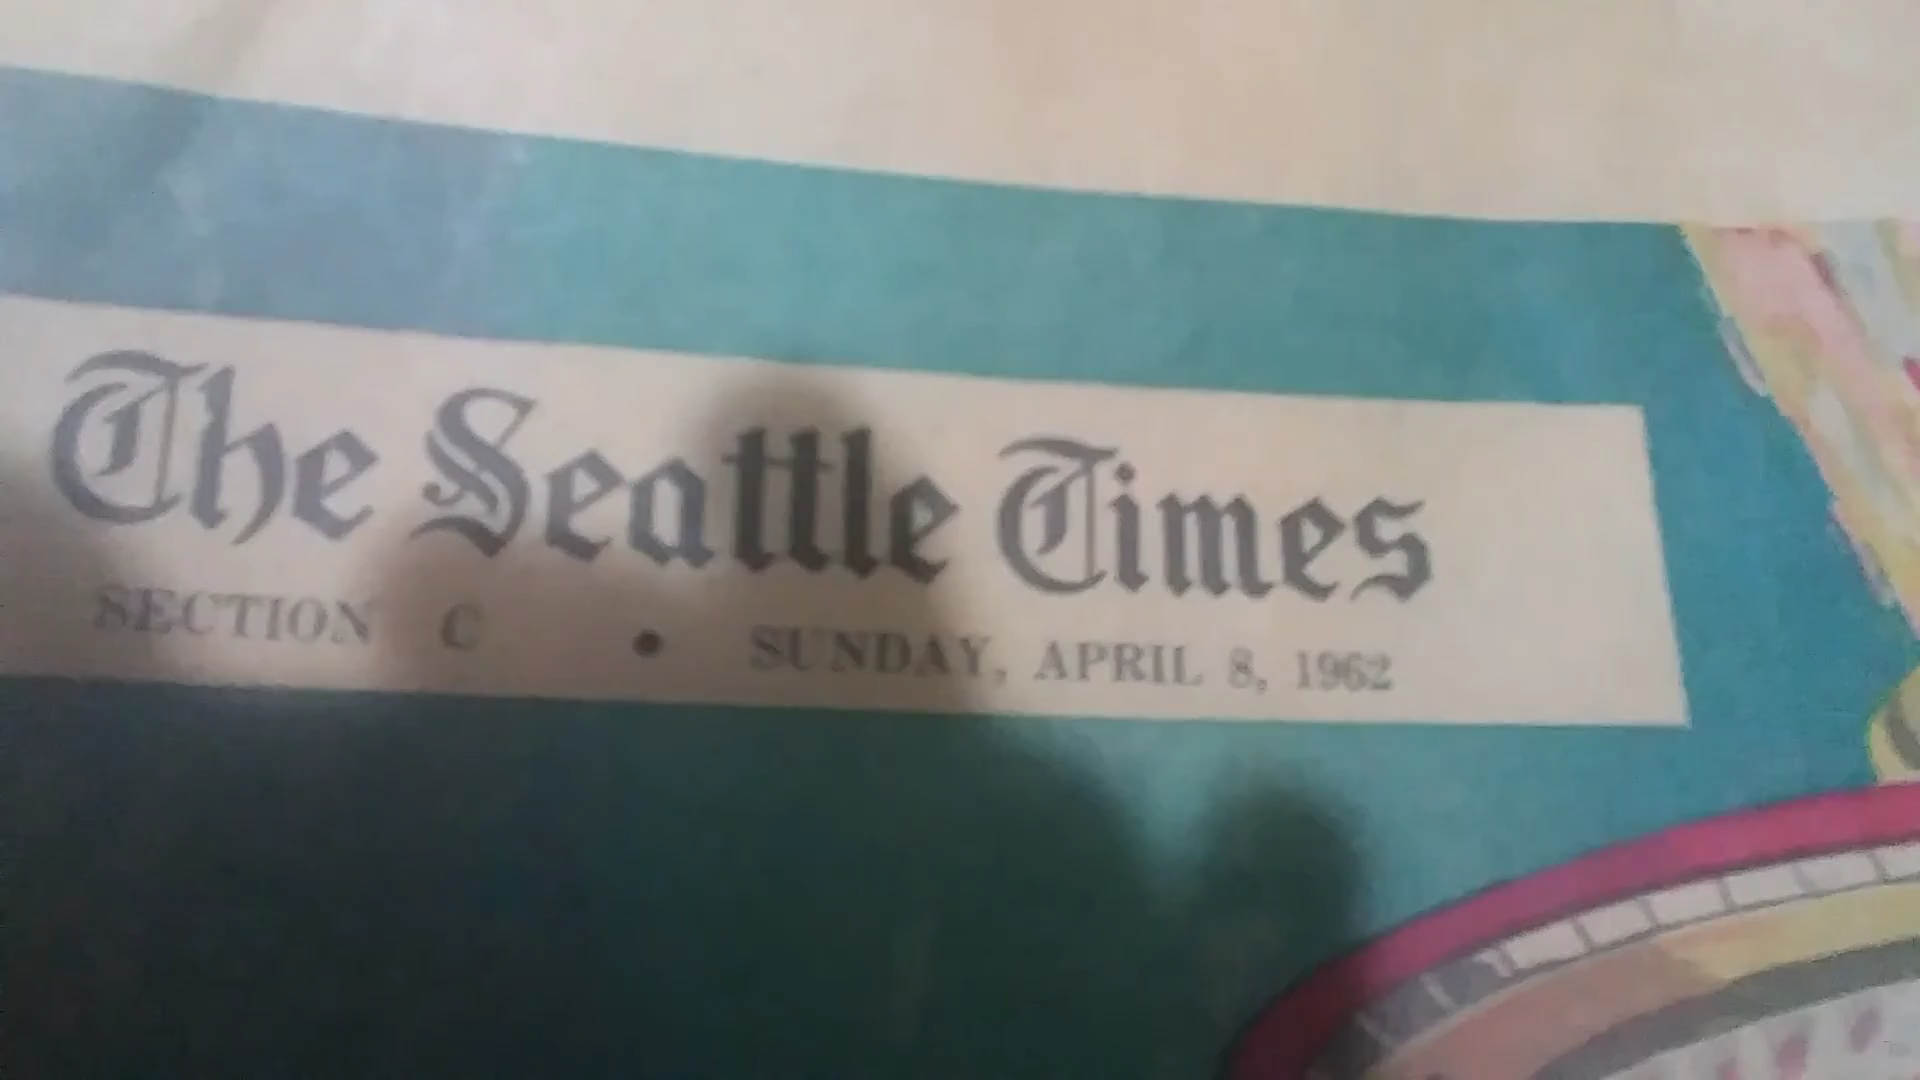 The Seattle Times
SECTION C • SUNDAY, APRIL 8, 1962